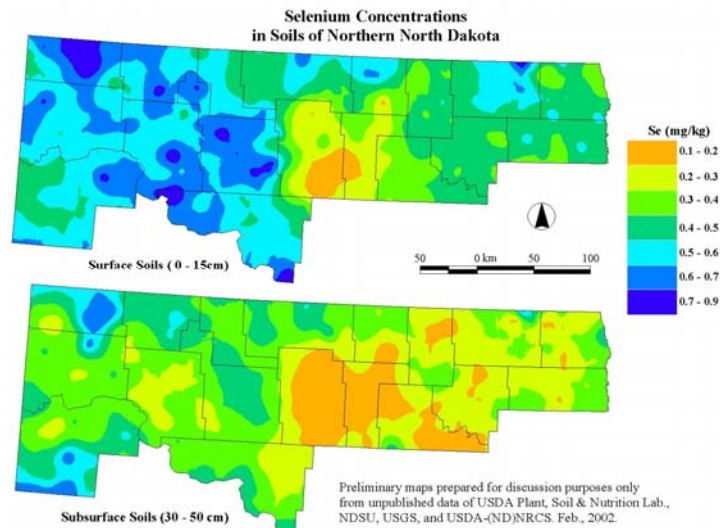 Selenium Concentrations
in Soils of Northern North Dakota
Se (mg/kg)
0.1 - 0.2
0.2 - 0.3
0.3 - 0.4
0.4 - 0.5
0.5 - 0.6
0.6 - 0.7
0.7 - 0.9
Surface Soils ( 0 - 15cm)
50 0 km 50 100
Subsurface Soils (30 - 50 cm)
Preliminary maps prepared for discussion purposes only
from unpublished data of USDA Plant, Soil & Nutrition Lab.,
NDSU, USGS, and USDA-(ND)NRCS. Feb., 2002.